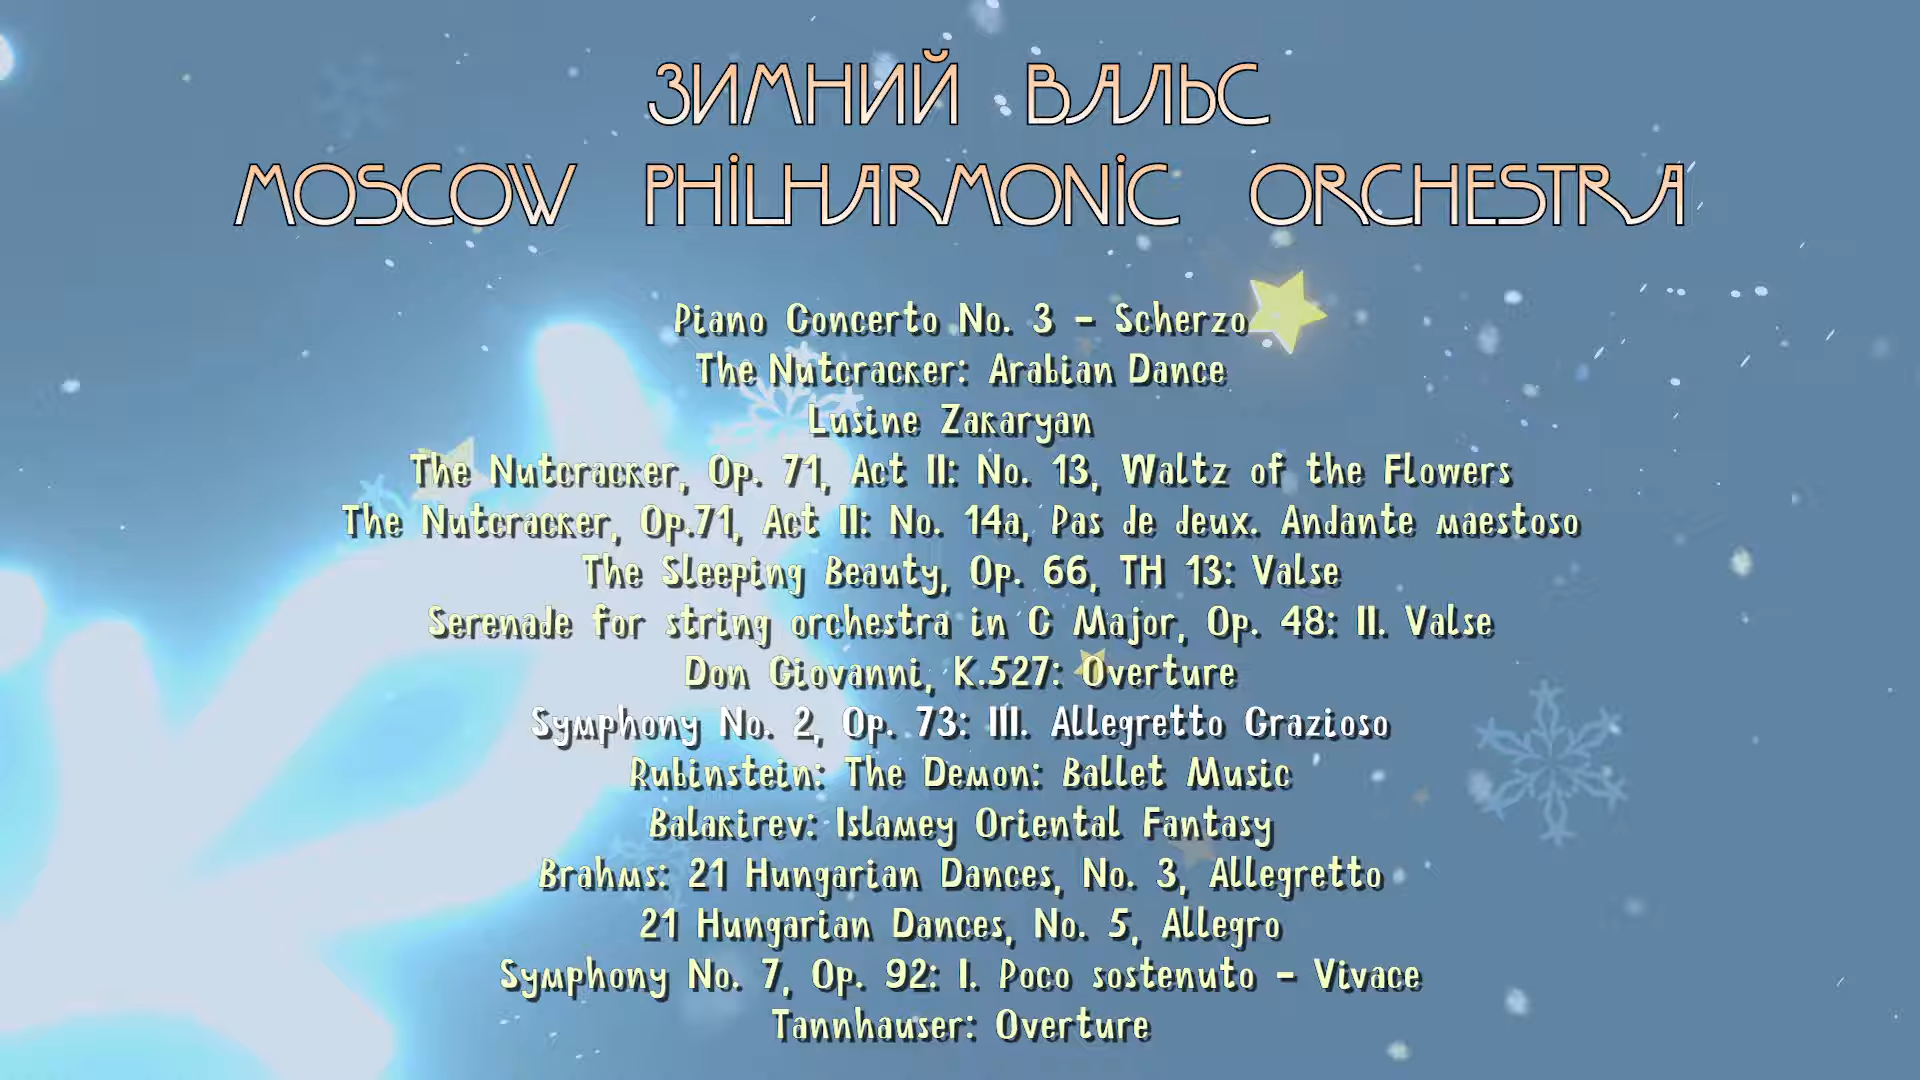 ЗИМНИЙ ВАЛЬС
MOSCOW PHILHARMONIC ORCHESTRA
Piano Concerto No. 3 - Scherzo
The Nutcracker: Arabian Dance
Lusine Zakaryan
The Nutcracker, Op. 71, Act II: No. 13, Waltz of the Flowers
The Nutcracker, Op.71, Act II: No. 14a, Pas de deux. Andante maestoso
The Sleeping Beauty, Op. 66, TH 13: Valse
Serenade for string orchestra in C Major, Op. 48: II. Valse
Don Giovanni, K.527: Overture
Symphony No. 2, Op. 73: III. Allegretto Grazioso
Rubinstein: The Demon: Ballet Music
Balakirev: Islamey Oriental Fantasy
Brahms: 21 Hungarian Dances, No. 3, Allegretto
21 Hungarian Dances, No. 5, Allegro
Symphony No. 7, Op. 92: I. Poco sostenuto - Vivace
Tannhauser: Overture